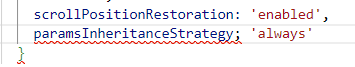 scrollPositionRestoration: 'enabled',
paramsInheritanceStrategy; 'always'
}